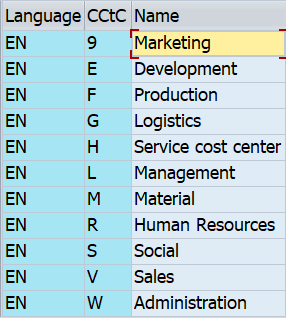 Language CCtC Name
EN 9 Marketing
EN E Development
EN F Production
EN G Logistics
EN H Service cost center
EN L Management
EN M Material
EN R Human Resources
EN S Social
EN V Sales
EN W Administration